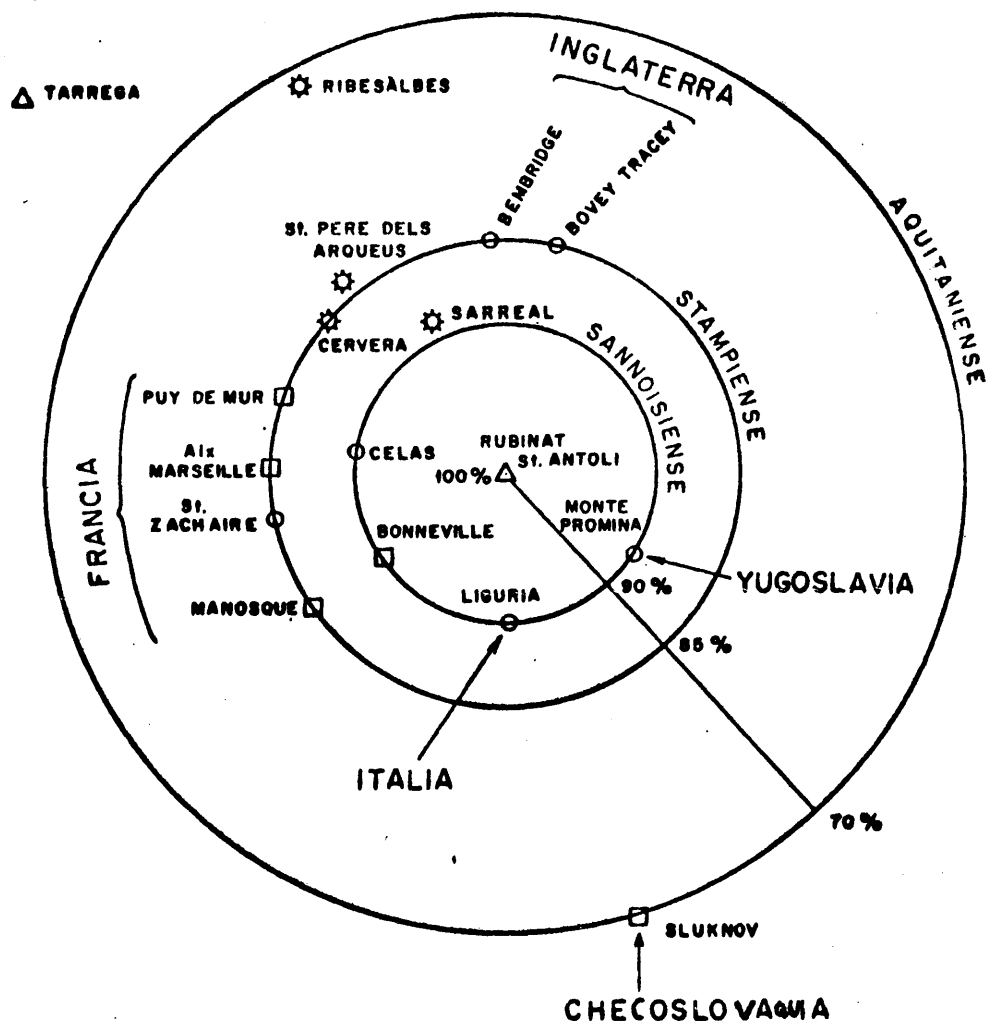 INGLATERRA
TARREGA
RIBESÀLBES
BEMBRIDGE
BOVEY TRACEY
AQUITANIENSE
St. PERE DELS
ARQUEUS
STAMPIENSE
SARREAL
SANNOISIENSE
CERVERA
PUY DE MUR
FRANCIA
Aix
MARSEILLE
CELAS
RUBINAT
St. ANTOLI
100%
St.
ZACHAIRE
MONTE
PROMINA
BONNEVILLE
YUGOSLAVIA
90%
LIGURIA
MANOSQUE
85%
ITALIA
70%
SLUKNOV
CHECOSLOVAQUIA